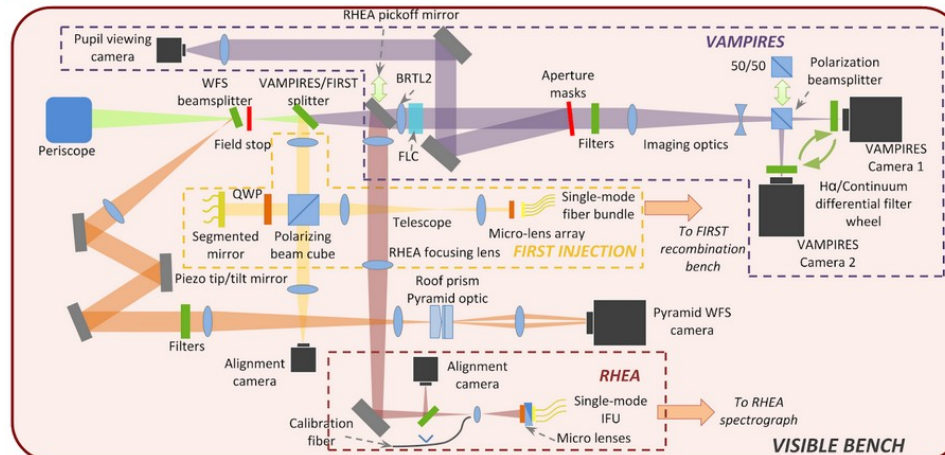 RHEA pickoff mirror
Pupil viewing
camera
VAMPIRES
WFS
beamsplitter
VAMPIRES/FIRST
splitter
BRTL2
Aperture
masks
50/50
Polarization
beamsplitter
Periscope
Field stop
FLC
Filters
Imaging optics
VAMPIRES
Camera 1
Hα/Continuum
differential filter
wheel
VAMPIRES
Camera 2
QWP
Segmented
mirror
Polarizing
beam cube
Telescope
Single-mode
fiber bundle
Micro-lens array
FIRST INJECTION
To FIRST
recombination
bench
Piezo tip/tilt mirror
RHEA focusing lens
Roof prism
Pyramid optic
Pyramid WFS
camera
Filters
Alignment
camera
Alignment
camera
RHEA
Single-mode
IFU
To RHEA
spectrograph
Calibration
fiber
Micro lenses
VISIBLE BENCH